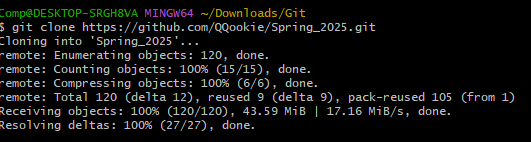 Comp@DESKTOP-SRGH8VA MINGW64 ~/Downloads/Git
$ git clone https://github.com/QQookie/Spring_2025.git
Cloning into 'Spring_2025'...
remote: Enumerating objects: 120, done.
remote: Counting objects: 100% (15/15), done.
remote: Compressing objects: 100% (6/6), done.
remote: Total 120 (delta 12), reused 9 (delta 9), pack-reused 105 (from 1)
Receiving objects: 100% (120/120), 43.59 MiB | 17.16 MiB/s, done.
Resolving deltas: 100% (27/27), done.